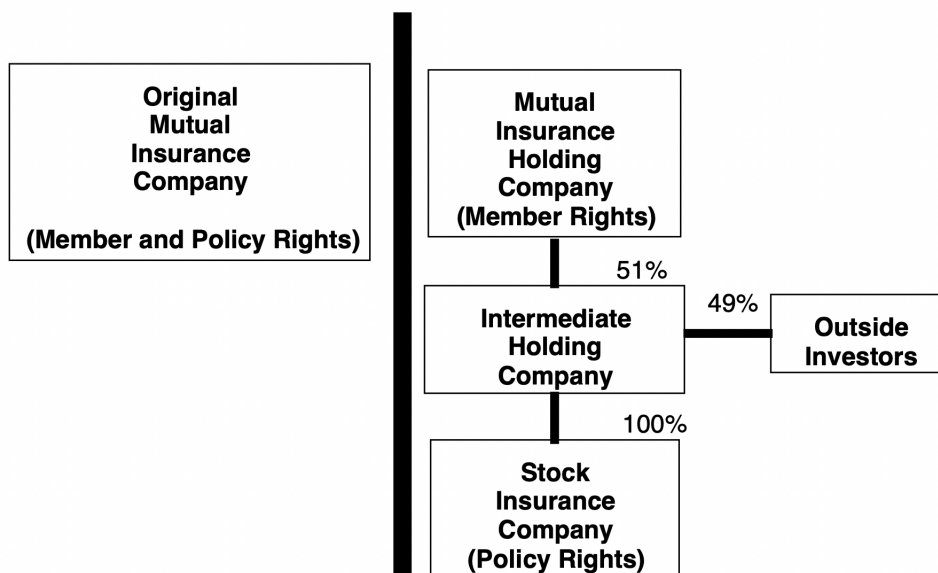 Original
Mutual
Insurance
Company
(Member and Policy Rights)
Mutual
Insurance
Holding
Company
(Member Rights)
51%
49%
Intermediate
Holding
Company
Outside
Investors
100%
Stock
Insurance
Company
(Policy Rights)